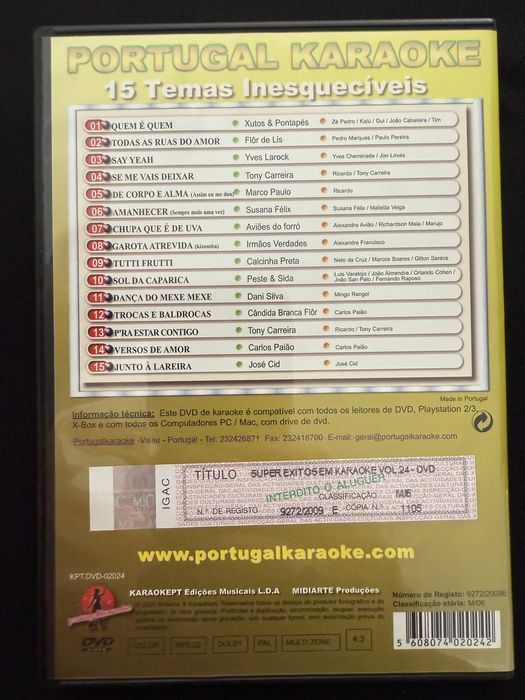 PORTUGAL KARAOKE
15 Temas Inesquecíveis
01 QUEM É QUEM Xutos & Pontapés Zé Pedro / Kalú / Gui / João Cabeleira / Tim
02 TODAS AS RUAS DO AMOR Flôr de Lis Pedro Marques / Paulo Pereira
03 SAY YEAH Yves Larock Yves Cheminade / Jon Lovas
04 SE ME VAIS DEIXAR Tony Carreira Ricardo / Tony Carreira
05 DE CORPO E ALMA (Assim eu me dou) Marco Paulo Ricardo
06 AMANHECER (Sempre mais uma vez) Susana Félix Susana Félix / Mafalda Veiga
07 CHUPA QUE É DE UVA Aviões do forró Alexandre Avião / Richardson Maia / Marujo
08 GAROTA ATREVIDA (kizomba) Irmãos Verdades Alexandre Francisco
09 TUTTI FRUTTI Calcinha Preta Neto da Cruz / Marcos Soares / Gilton Santos
10 SOL DA CAPARICA Peste & Sida Luis Varatojo / João Almendra / Orlando Cohen / João San Paio / Fernando Raposo
11 DANÇA DO MEXE MEXE Dani Silva Mingo Rangel
12 TROCAS E BALDROCAS Cândida Branca Flôr Carlos Paião
13 P'RA ESTAR CONTIGO Tony Carreira Ricardo / Tony Carreira
14 VERSOS DE AMOR Carlos Paião Carlos Paião
15 JUNTO À LAREIRA José Cid José Cid
Made in Portugal
Informação técnica: Este DVD de karaoke é compatível com todos os leitores de DVD, Playstation 2/3
X-Box e com todos os Computadores PC / Mac, com drive de dvd.
Portugalkaraoke -Viseu - Portugal - Tel: 232426871 Fax: 232418700 E-mail: geral@portugalkaraoke.com
IGAC
TÍTULO SUPER EXITOS EM KARAOKE VOL.24 - DVD
INTERDITO O ALUGUER
CLASSIFICAÇÃO M/6
N.º DE REGISTO 9272/2009 E CÓPIA N.º 1105
www.portugalkaraoke.com
KPT.DVD-02024
KARAOKEPT Edições Musicais L.D.A MIDIARTE Produções
Número de Registo: 9272/2009E
Classificação etária: M/06
DVD
COLOR MPEG2 DOLBY PAL MULTI ZONE 4:3
5 608074 020242